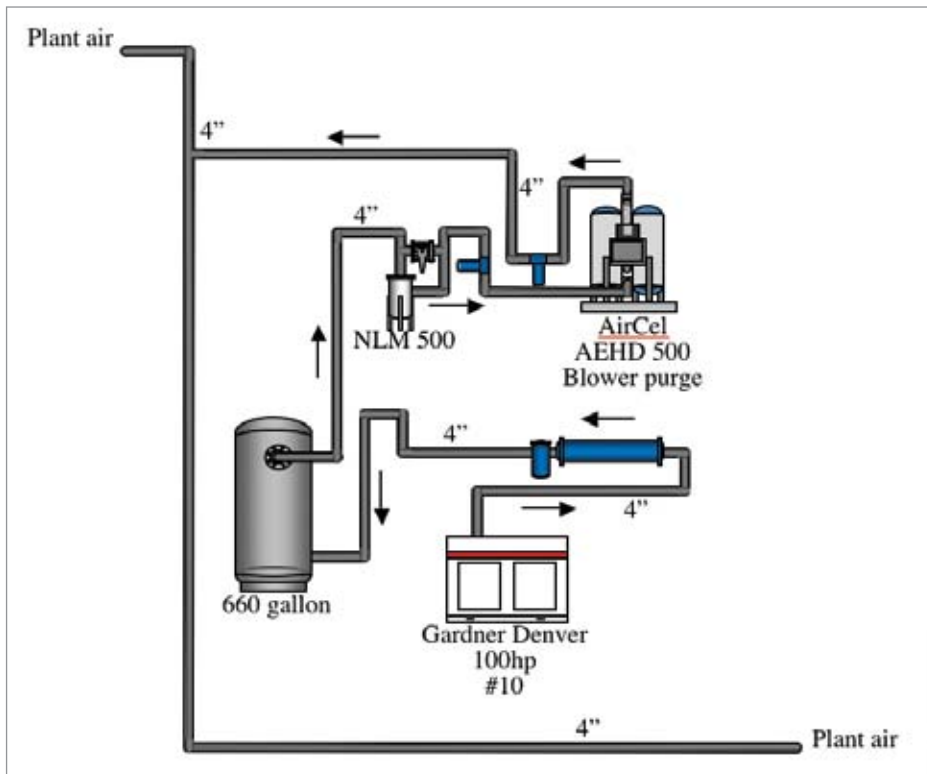 Plant air
4”
4”
4”
NLM 500
AirCel
AEHD 500
Blower purge
4”
4”
660 gallon
Gardner Denver
100hp
#10
4”
Plant air